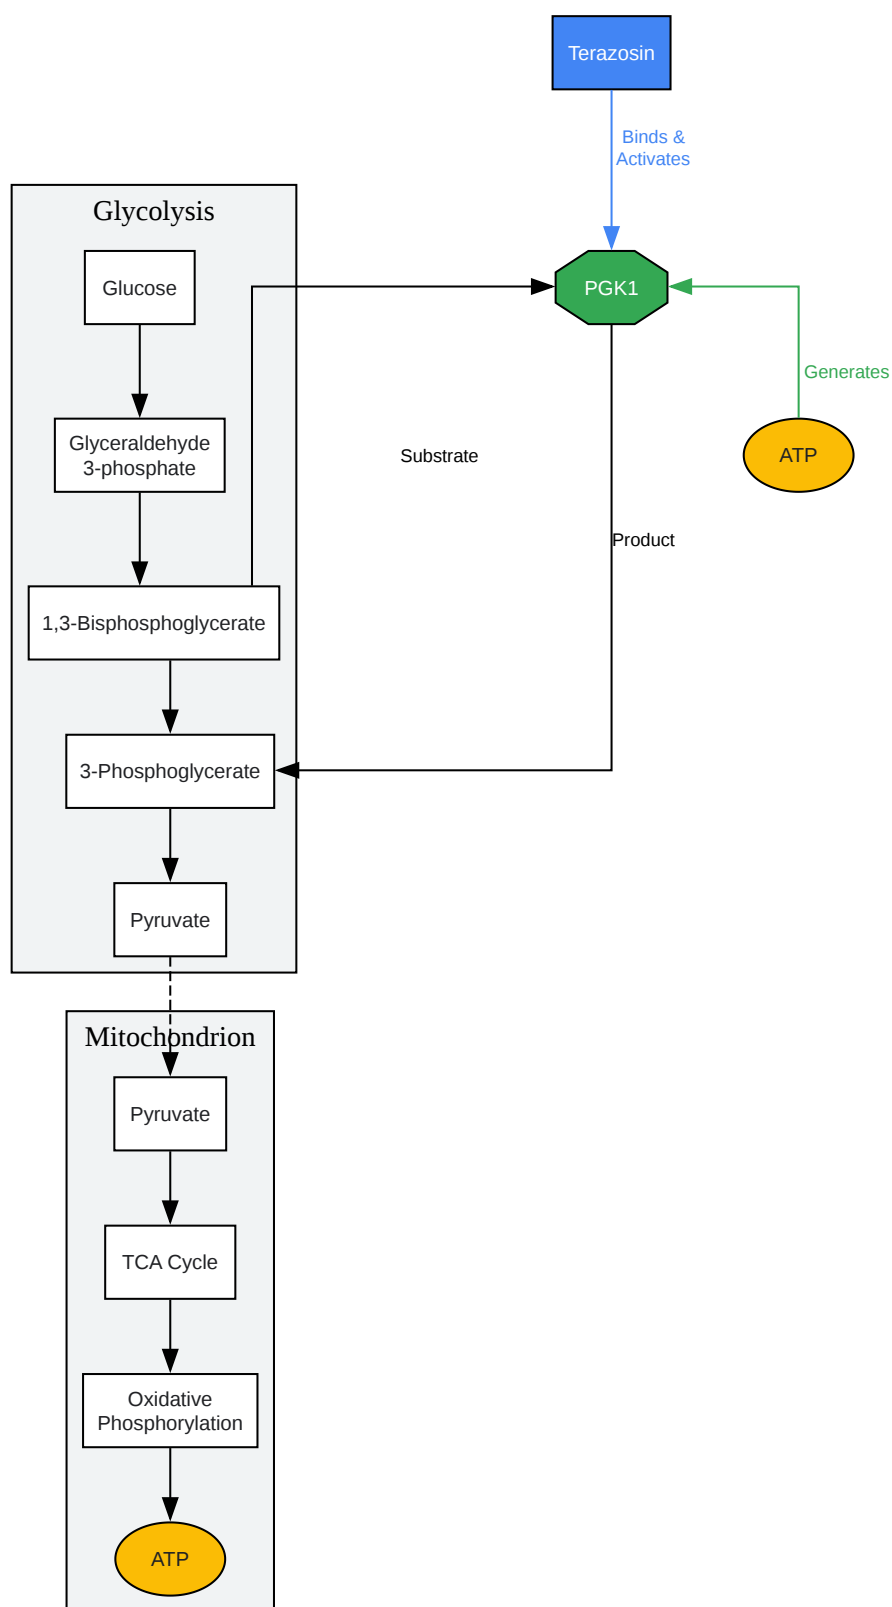 Terazosin
Binds &
Activates
Glycolysis
Glucose
PGK1
Generates
Glyceraldehyde
3-phosphate
Substrate
ATP
Product
1,3-Bisphosphoglycerate
3-Phosphoglycerate
Pyruvate
Mitochondrion
Pyruvate
TCA Cycle
Oxidative
Phosphorylation
ATP